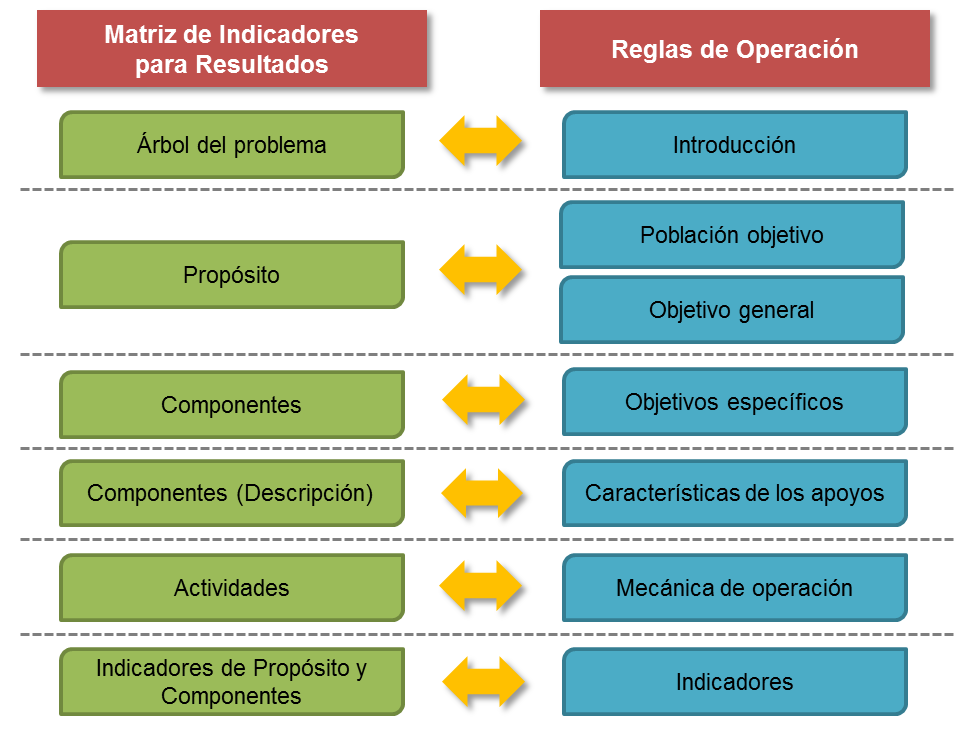 Matriz de Indicadores
para Resultados
Reglas de Operación
Árbol del problema
Introducción
Propósito
Población objetivo
Objetivo general
Componentes
Objetivos específicos
Componentes (Descripción)
Características de los apoyos
Actividades
Mecánica de operación
Indicadores de Propósito y
Componentes
Indicadores